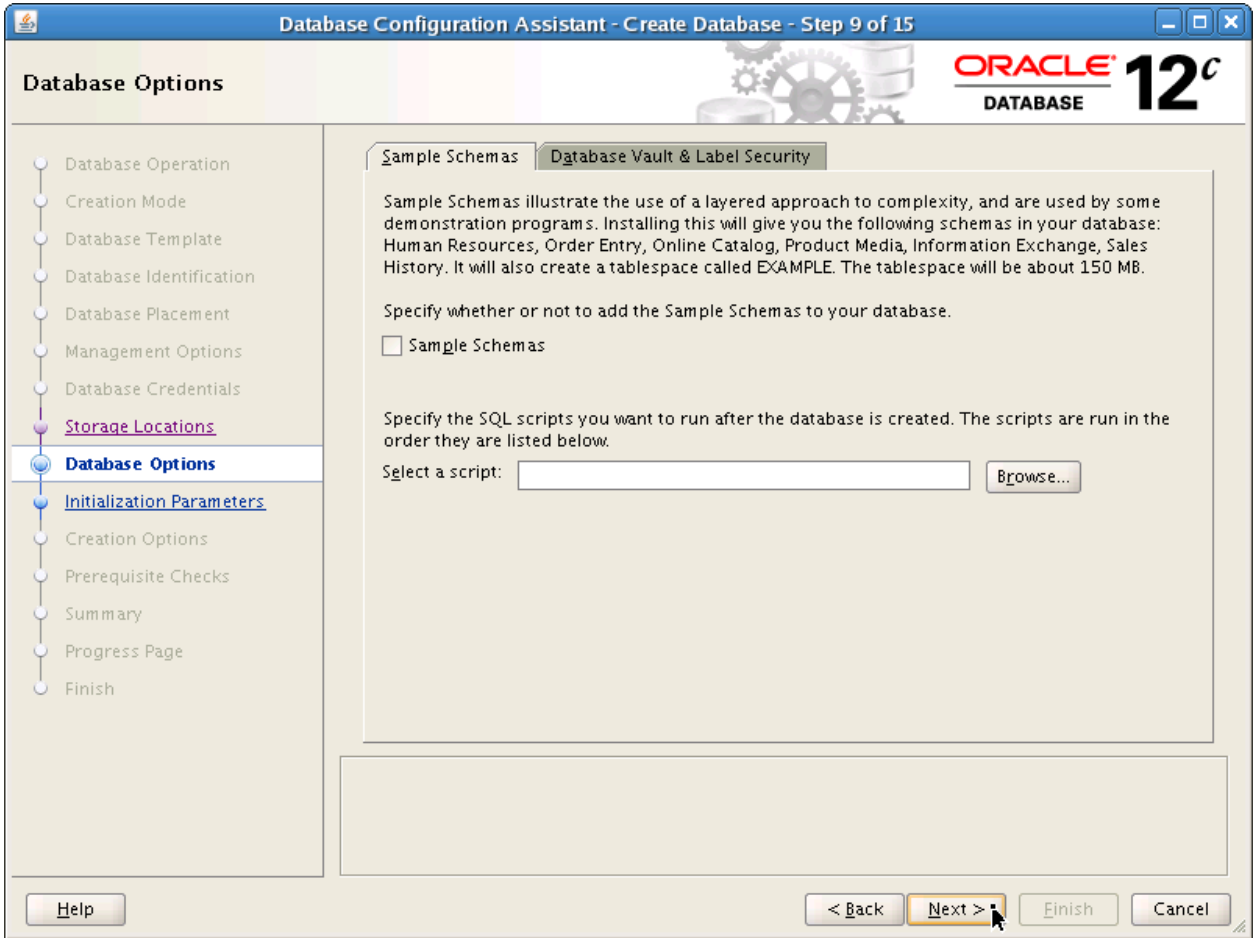 Database Configuration Assistant - Create Database - Step 9 of 15
Database Options
ORACLE
DATABASE
12c
Database Operation
Creation Mode
Database Template
Database Identification
Database Placement
Management Options
Database Credentials
Storage Locations
Database Options
Initialization Parameters
Creation Options
Prerequisite Checks
Summary
Progress Page
Finish
Sample Schemas
Database Vault & Label Security
Sample Schemas illustrate the use of a layered approach to complexity, and are used by some
demonstration programs. Installing this will give you the following schemas in your database:
Human Resources, Order Entry, Online Catalog, Product Media, Information Exchange, Sales
History. It will also create a tablespace called EXAMPLE. The tablespace will be about 150 MB.
Specify whether or not to add the Sample Schemas to your database.
Sample Schemas
Specify the SQL scripts you want to run after the database is created. The scripts are run in the
order they are listed below.
Select a script:
Browse...
Help
< Back
Next >
Finish
Cancel